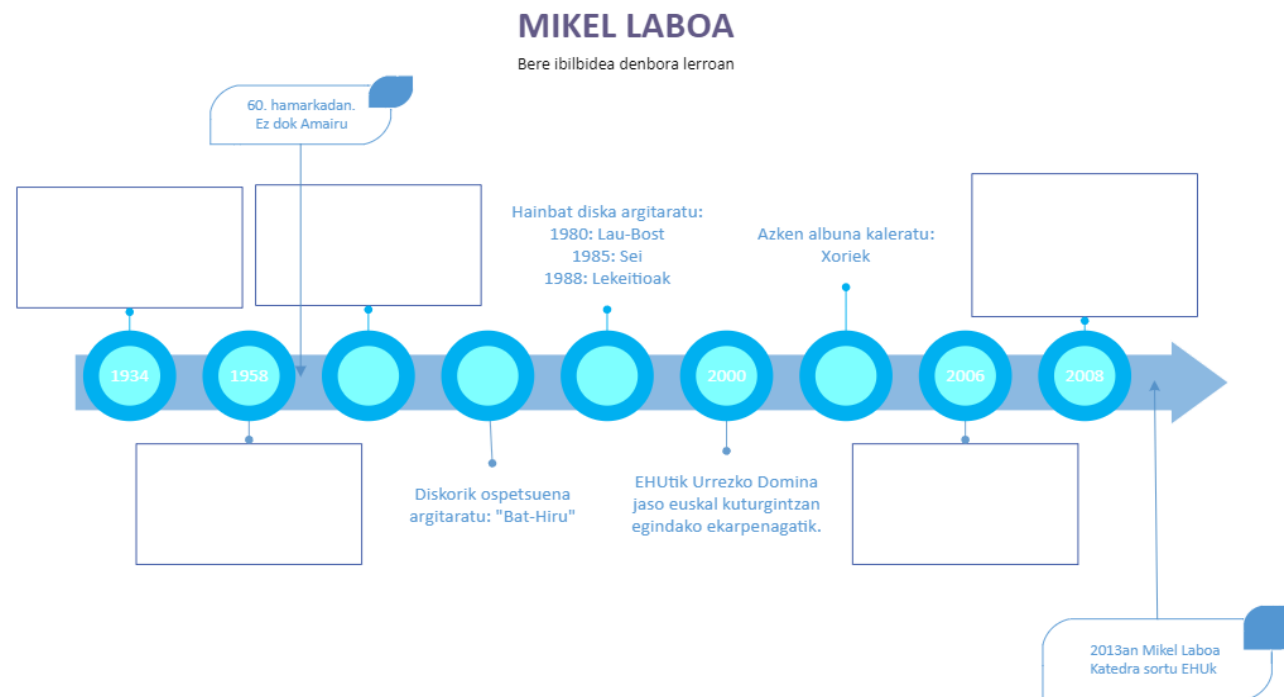 MIKEL LABOA
Bere ibilbidea denbora lerroan
60. hamarkadan.
Ez dok Amairu
Hainbat diska argitaratu:
1980: Lau-Bost
1985: Sei
1988: Lekeitioak
Azken albuna kaleratu:
Xoriek
1934
1958
2000
2006
2008
Diskorik ospetsuena
argitaratu: "Bat-Hiru"
EHUtik Urrezko Domina
jaso euskal kuturgintzan
egindako ekarpenagatik.
2013an Mikel Laboa
Katedra sortu EHUk